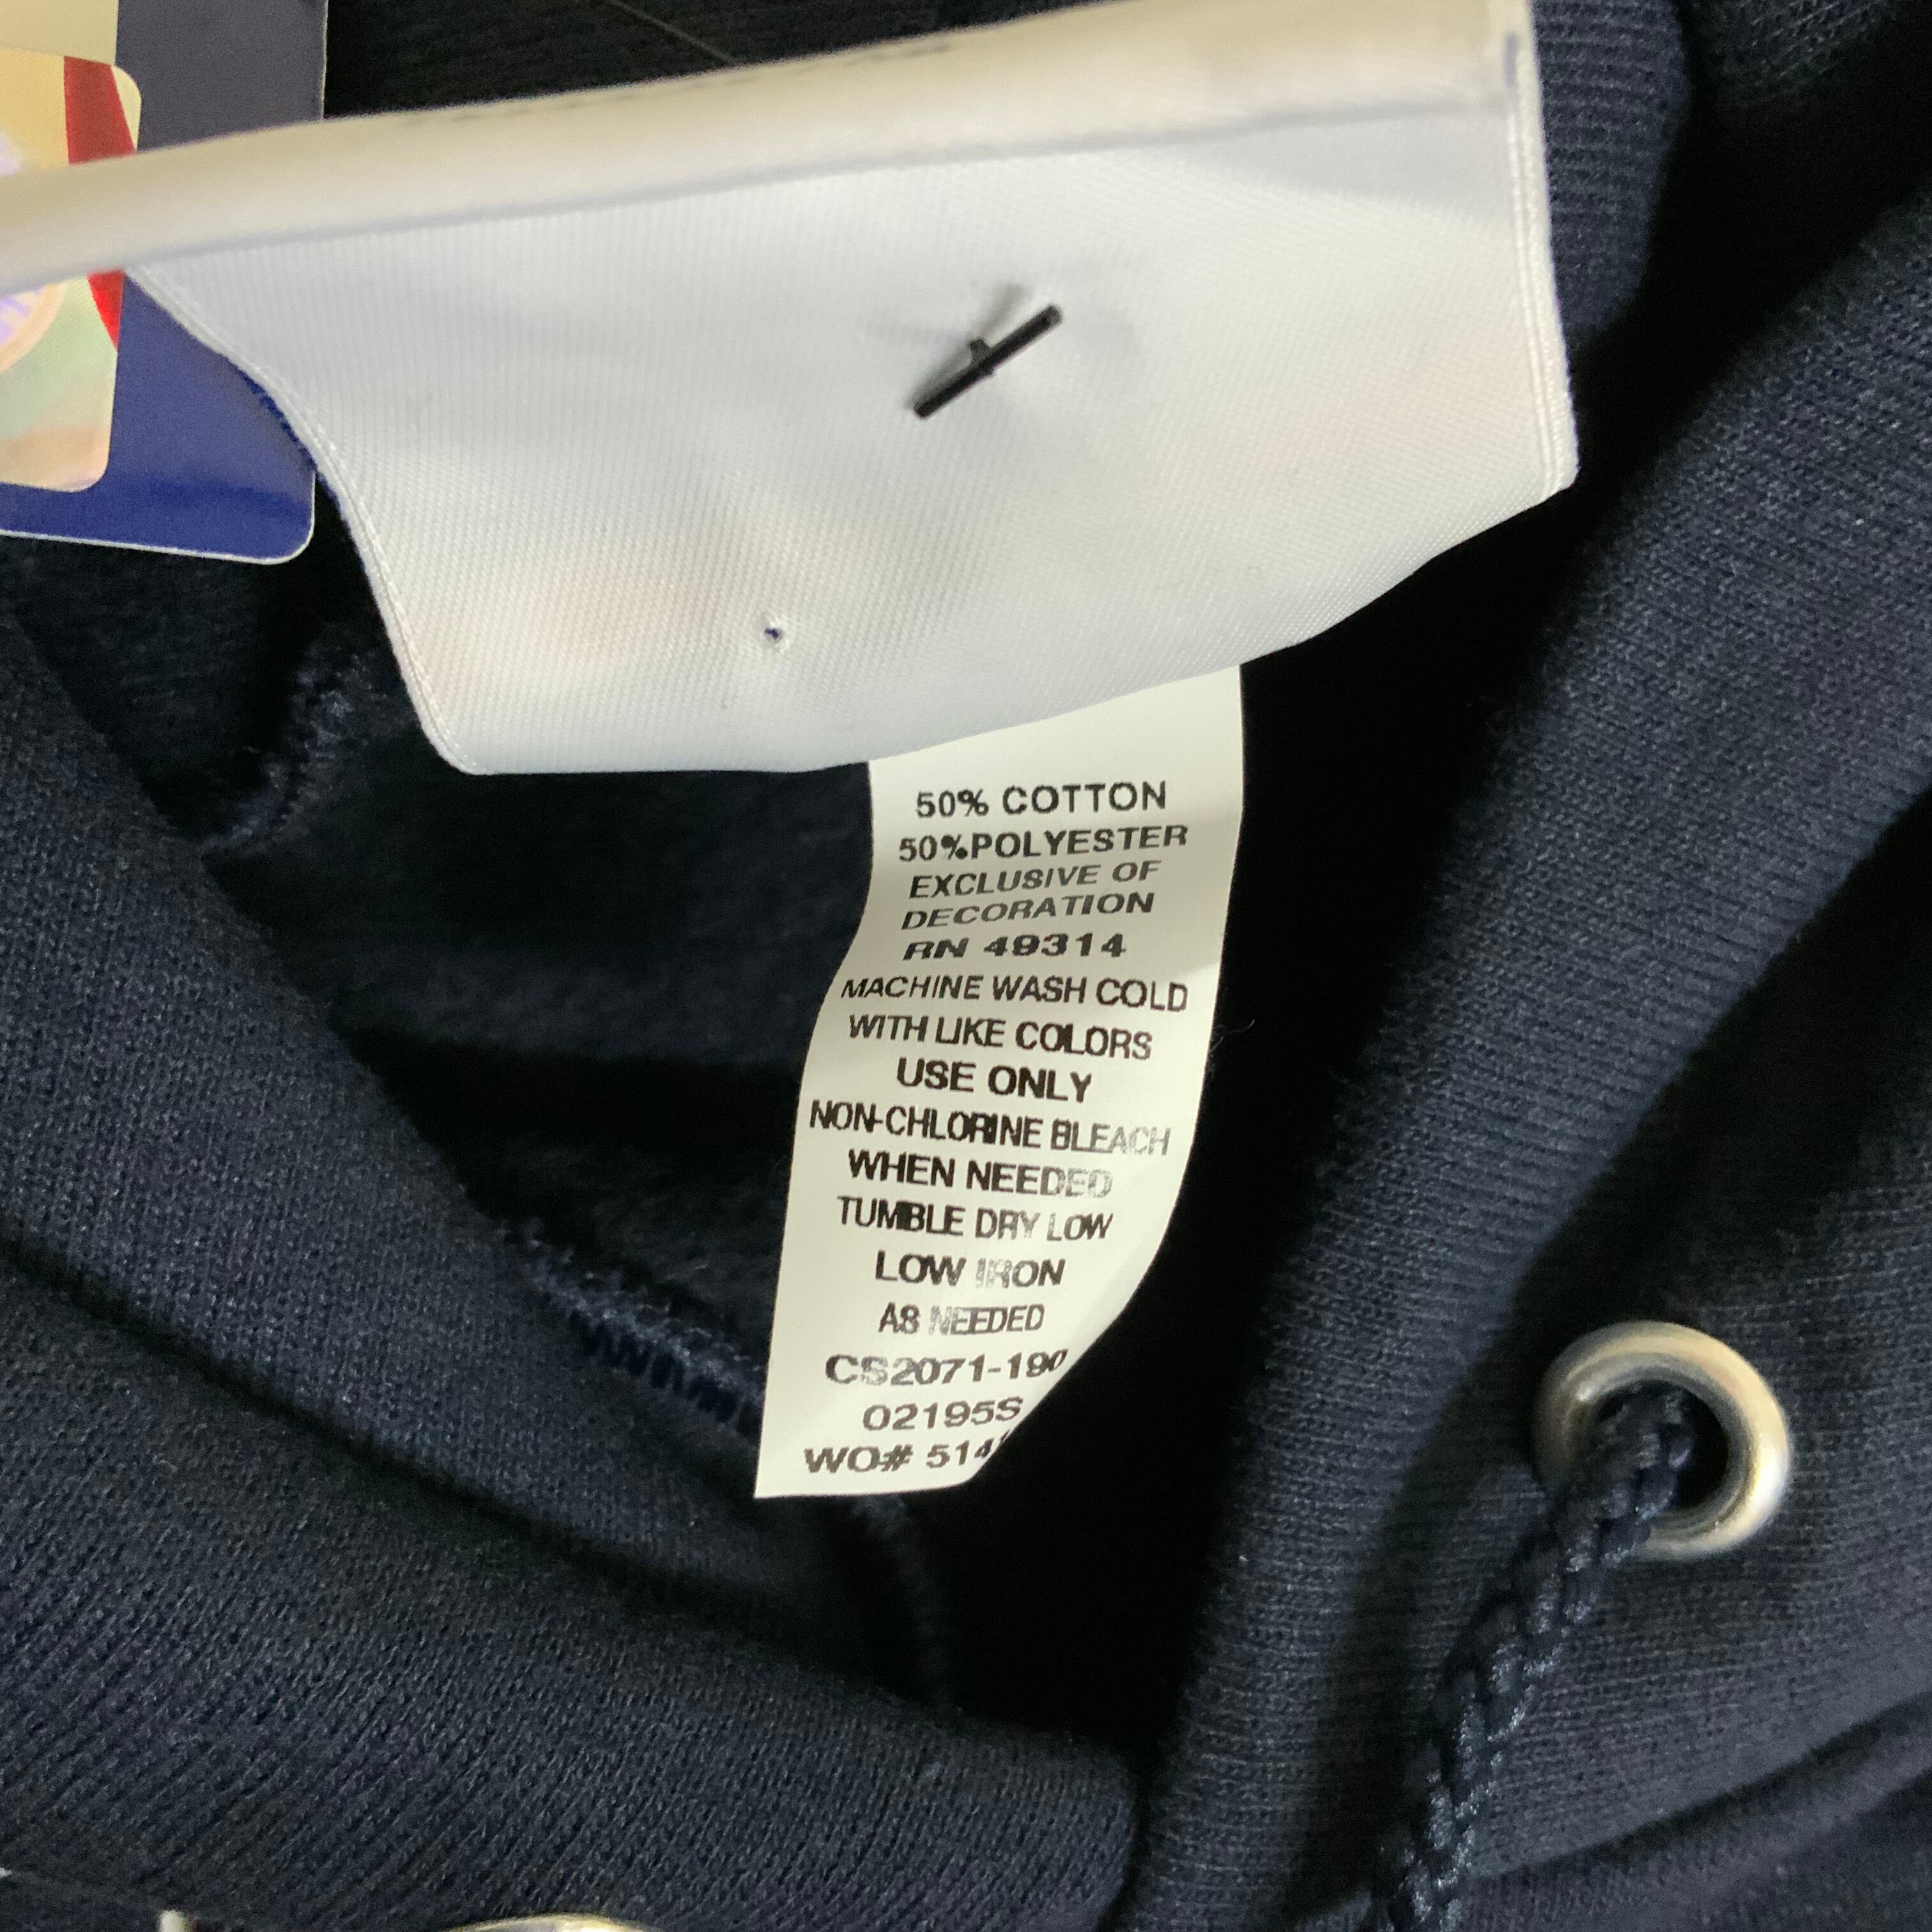 50% COTTON
50%POLYESTER
EXCLUSIVE OF
DECORATION
RN 49314
MACHINE WASH COLD
WITH LIKE COLORS
USE ONLY
NON-CHLORINE BLEACH
WHEN NEEDED
TUMBLE DRY LOW
LOW IRON
AS NEEDED
CS2071-190
02195S
WO#